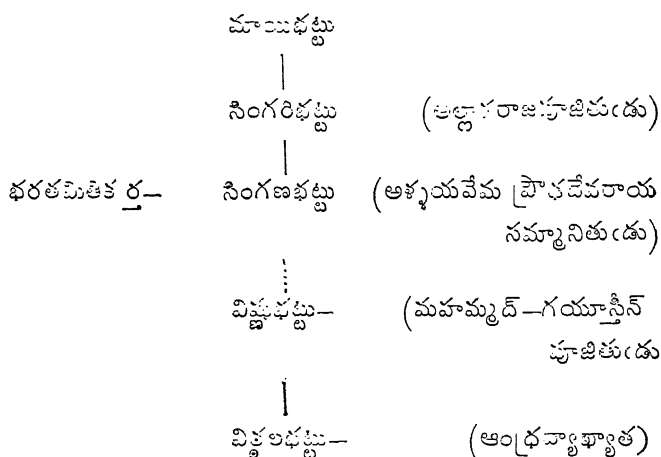 మాయిభట్టు
సింగరిభట్టు (అల్లాడరాజపూజితుఁడు)
భరతమితికర్త— సింగణభట్టు (అళ్ళయవేమ ప్రౌఢదేవరాయ
సమ్మానితుఁడు)
విష్ణుభట్టు— (మహమ్మద్—గయాస్దీన్
పూజితుఁడు
విఠ్ఠలభట్టు— (ఆంధ్రవ్యాఖ్యాత)